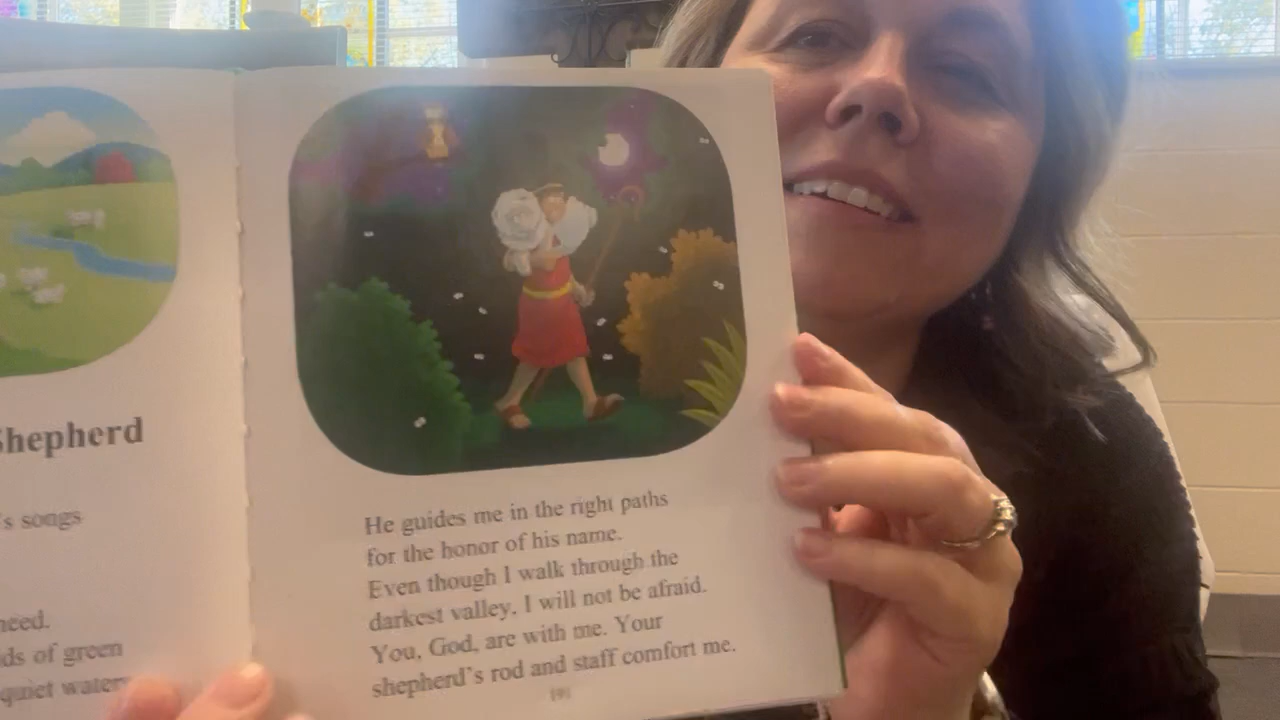 Shepherd
's songs
need.
ds of green
quiet waters
He guides me in the right paths
for the honor of his name.
Even though I walk through the
darkest valley, I will not be afraid.
You, God, are with me. Your
shepherd's rod and staff comfort me.
191